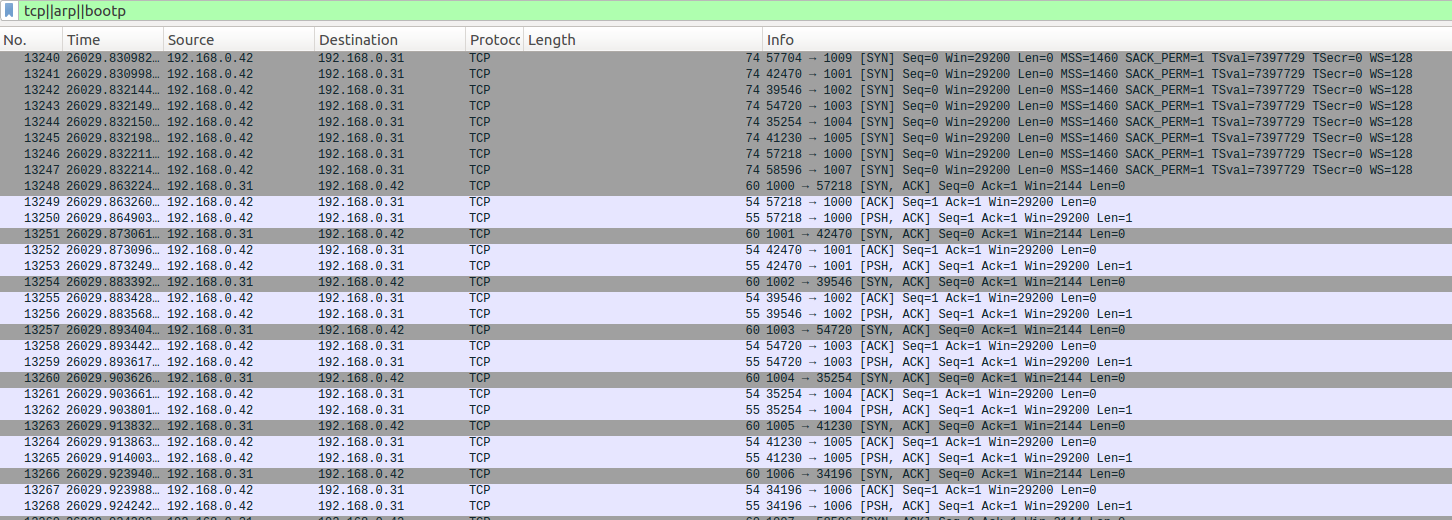 tcp||arp||bootp
No. Time Source Destination Protocc Length Info
13240 26029.830982… 192.168.0.42 192.168.0.31 TCP 74 57704 → 1009 [SYN] Seq=0 Win=29200 Len=0 MSS=1460 SACK_PERM=1 TSval=7397729 TSecr=0 WS=128
13241 26029.830998… 192.168.0.42 192.168.0.31 TCP 74 42470 → 1001 [SYN] Seq=0 Win=29200 Len=0 MSS=1460 SACK_PERM=1 TSval=7397729 TSecr=0 WS=128
13242 26029.832144… 192.168.0.42 192.168.0.31 TCP 74 39546 → 1002 [SYN] Seq=0 Win=29200 Len=0 MSS=1460 SACK_PERM=1 TSval=7397729 TSecr=0 WS=128
13243 26029.832149… 192.168.0.42 192.168.0.31 TCP 74 54720 → 1003 [SYN] Seq=0 Win=29200 Len=0 MSS=1460 SACK_PERM=1 TSval=7397729 TSecr=0 WS=128
13244 26029.832150… 192.168.0.42 192.168.0.31 TCP 74 35254 → 1004 [SYN] Seq=0 Win=29200 Len=0 MSS=1460 SACK_PERM=1 TSval=7397729 TSecr=0 WS=128
13245 26029.832198… 192.168.0.42 192.168.0.31 TCP 74 41230 → 1005 [SYN] Seq=0 Win=29200 Len=0 MSS=1460 SACK_PERM=1 TSval=7397729 TSecr=0 WS=128
13246 26029.832211… 192.168.0.42 192.168.0.31 TCP 74 57218 → 1000 [SYN] Seq=0 Win=29200 Len=0 MSS=1460 SACK_PERM=1 TSval=7397729 TSecr=0 WS=128
13247 26029.832214… 192.168.0.42 192.168.0.31 TCP 74 58596 → 1007 [SYN] Seq=0 Win=29200 Len=0 MSS=1460 SACK_PERM=1 TSval=7397729 TSecr=0 WS=128
13248 26029.863224… 192.168.0.31 192.168.0.42 TCP 60 1000 → 57218 [SYN, ACK] Seq=0 Ack=1 Win=2144 Len=0
13249 26029.863260… 192.168.0.42 192.168.0.31 TCP 54 57218 → 1000 [ACK] Seq=1 Ack=1 Win=29200 Len=0
13250 26029.864903… 192.168.0.42 192.168.0.31 TCP 55 57218 → 1000 [PSH, ACK] Seq=1 Ack=1 Win=29200 Len=1
13251 26029.873061… 192.168.0.31 192.168.0.42 TCP 60 1001 → 42470 [SYN, ACK] Seq=0 Ack=1 Win=2144 Len=0
13252 26029.873096… 192.168.0.42 192.168.0.31 TCP 54 42470 → 1001 [ACK] Seq=1 Ack=1 Win=29200 Len=0
13253 26029.873249… 192.168.0.42 192.168.0.31 TCP 55 42470 → 1001 [PSH, ACK] Seq=1 Ack=1 Win=29200 Len=1
13254 26029.883392… 192.168.0.31 192.168.0.42 TCP 60 1002 → 39546 [SYN, ACK] Seq=0 Ack=1 Win=2144 Len=0
13255 26029.883428… 192.168.0.42 192.168.0.31 TCP 54 39546 → 1002 [ACK] Seq=1 Ack=1 Win=29200 Len=0
13256 26029.883568… 192.168.0.42 192.168.0.31 TCP 55 39546 → 1002 [PSH, ACK] Seq=1 Ack=1 Win=29200 Len=1
13257 26029.893404… 192.168.0.31 192.168.0.42 TCP 60 1003 → 54720 [SYN, ACK] Seq=0 Ack=1 Win=2144 Len=0
13258 26029.893442… 192.168.0.42 192.168.0.31 TCP 54 54720 → 1003 [ACK] Seq=1 Ack=1 Win=29200 Len=0
13259 26029.893617… 192.168.0.42 192.168.0.31 TCP 55 54720 → 1003 [PSH, ACK] Seq=1 Ack=1 Win=29200 Len=1
13260 26029.903626… 192.168.0.31 192.168.0.42 TCP 60 1004 → 35254 [SYN, ACK] Seq=0 Ack=1 Win=2144 Len=0
13261 26029.903661… 192.168.0.42 192.168.0.31 TCP 54 35254 → 1004 [ACK] Seq=1 Ack=1 Win=29200 Len=0
13262 26029.903801… 192.168.0.42 192.168.0.31 TCP 55 35254 → 1004 [PSH, ACK] Seq=1 Ack=1 Win=29200 Len=1
13263 26029.913832… 192.168.0.31 192.168.0.42 TCP 60 1005 → 41230 [SYN, ACK] Seq=0 Ack=1 Win=2144 Len=0
13264 26029.913863… 192.168.0.42 192.168.0.31 TCP 54 41230 → 1005 [ACK] Seq=1 Ack=1 Win=29200 Len=0
13265 26029.914003… 192.168.0.42 192.168.0.31 TCP 55 41230 → 1005 [PSH, ACK] Seq=1 Ack=1 Win=29200 Len=1
13266 26029.923940… 192.168.0.31 192.168.0.42 TCP 60 1006 → 34196 [SYN, ACK] Seq=0 Ack=1 Win=2144 Len=0
13267 26029.923988… 192.168.0.42 192.168.0.31 TCP 54 34196 → 1006 [ACK] Seq=1 Ack=1 Win=29200 Len=0
13268 26029.924242… 192.168.0.42 192.168.0.31 TCP 55 34196 → 1006 [PSH, ACK] Seq=1 Ack=1 Win=29200 Len=1